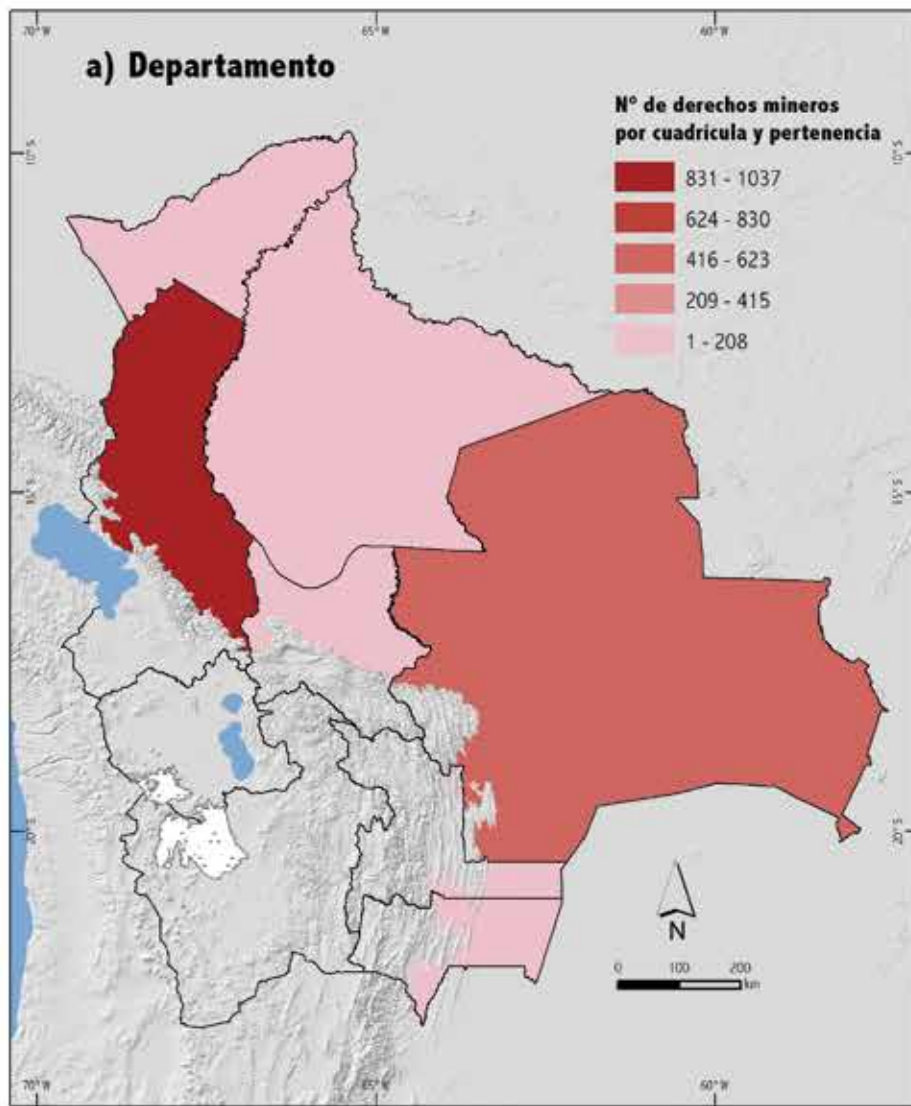 70°W
65°W
60°W
a) Departamento
N° de derechos mineros
por cuadrícula y pertenencia
831 - 1037
624 - 830
416 - 623
209 - 415
1 - 208
10°S
10°S
15°S
15°S
20°S
20°S
N
0 100 200
km
70°W
65°W
60°W